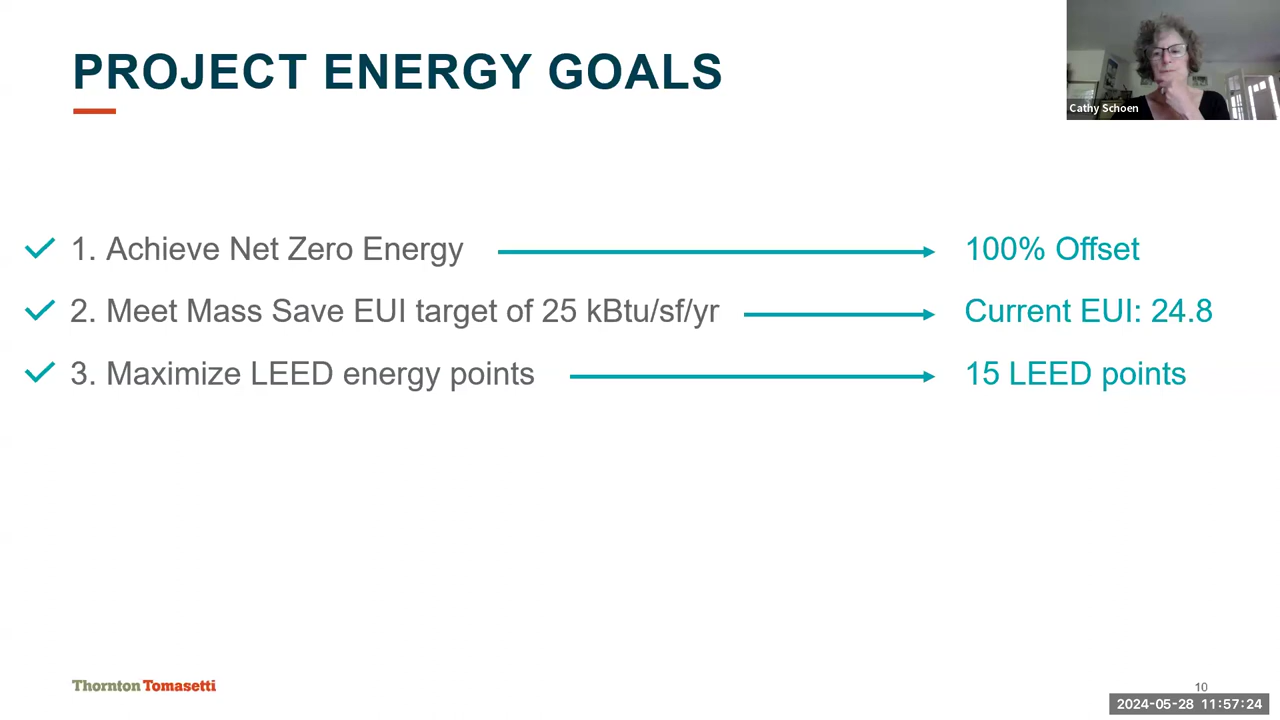 PROJECT ENERGY GOALS
Cathy Schoen
1. Achieve Net Zero Energy 100% Offset
2. Meet Mass Save EUI target of 25 kBtu/sf/yr Current EUI: 24.8
3. Maximize LEED energy points 15 LEED points
Thornton Tomasetti
10
2024-05-28 11:57:24